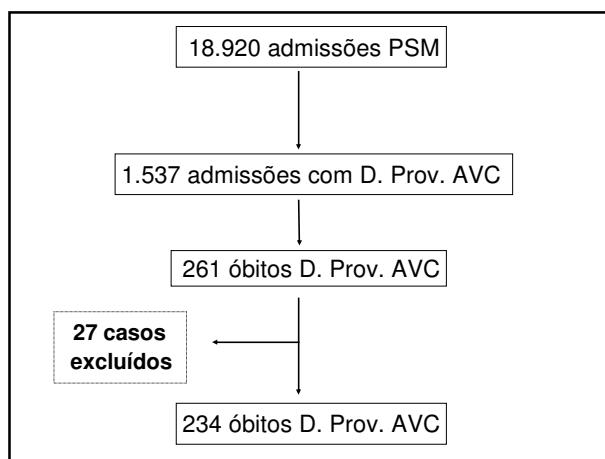 18.920 admissões PSM
1.537 admissões com D. Prov. AVC
261 óbitos D. Prov. AVC
27 casos
excluídos
234 óbitos D. Prov. AVC